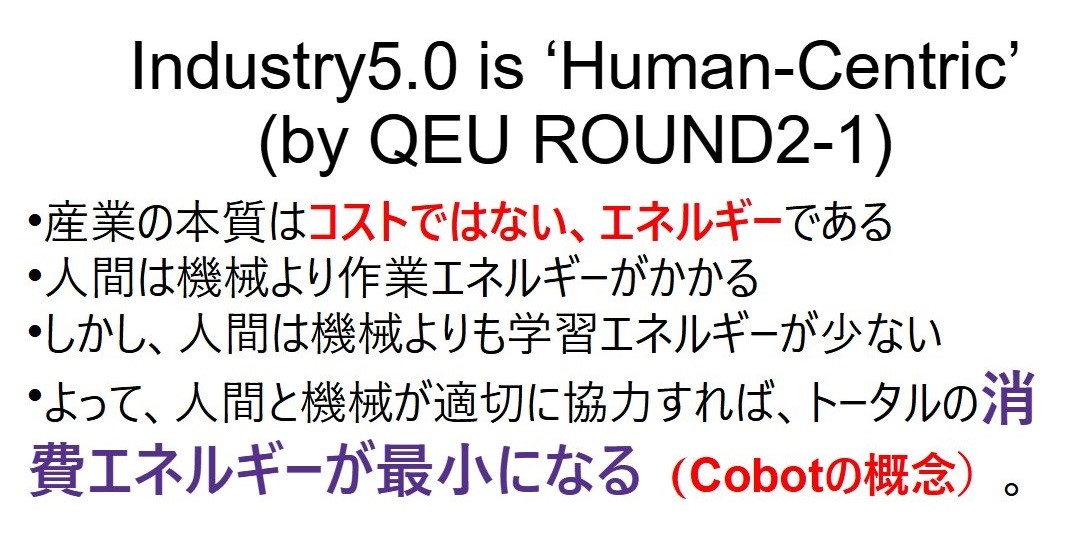 Industry5.0 is ‘Human-Centric’
(by QEU ROUND2-1)
•産業の本質はコストではない、エネルギーである
•人間は機械より作業エネルギーがかかる
•しかし、人間は機械よりも学習エネルギーが少ない
•よって、人間と機械が適切に協力すれば、トータルの消
費エネルギーが最小になる（Cobotの概念）。